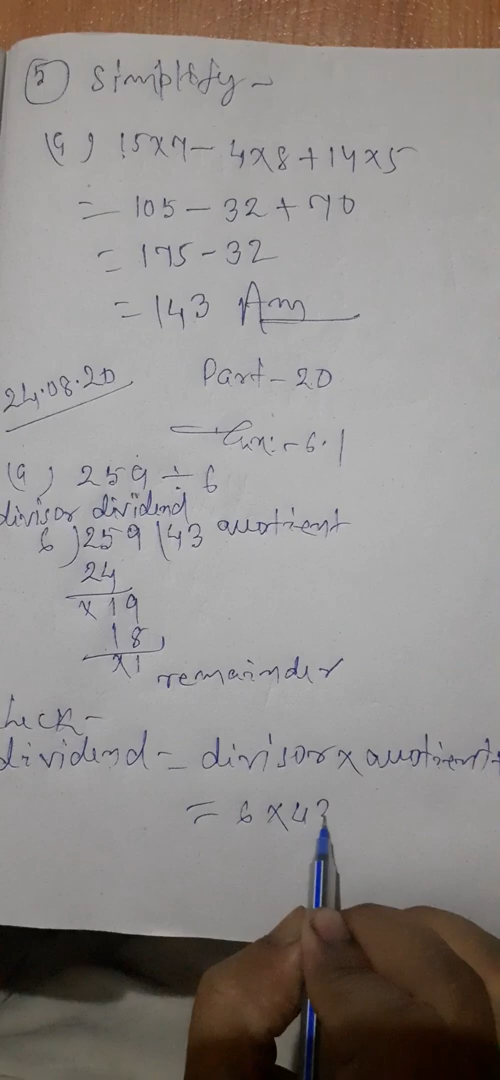 5 Simplify-
(a) 15×7-4×8+14×5
= 105-32+70
= 175-32
= 143 Ans
24.08.20
Part-20
Ex:-6.1
(a) 259÷6
divisor dividend
6)259(43 quotient
24
×19
18
×1
remainder
heck-
dividend = divisor × quotient+
= 6×43